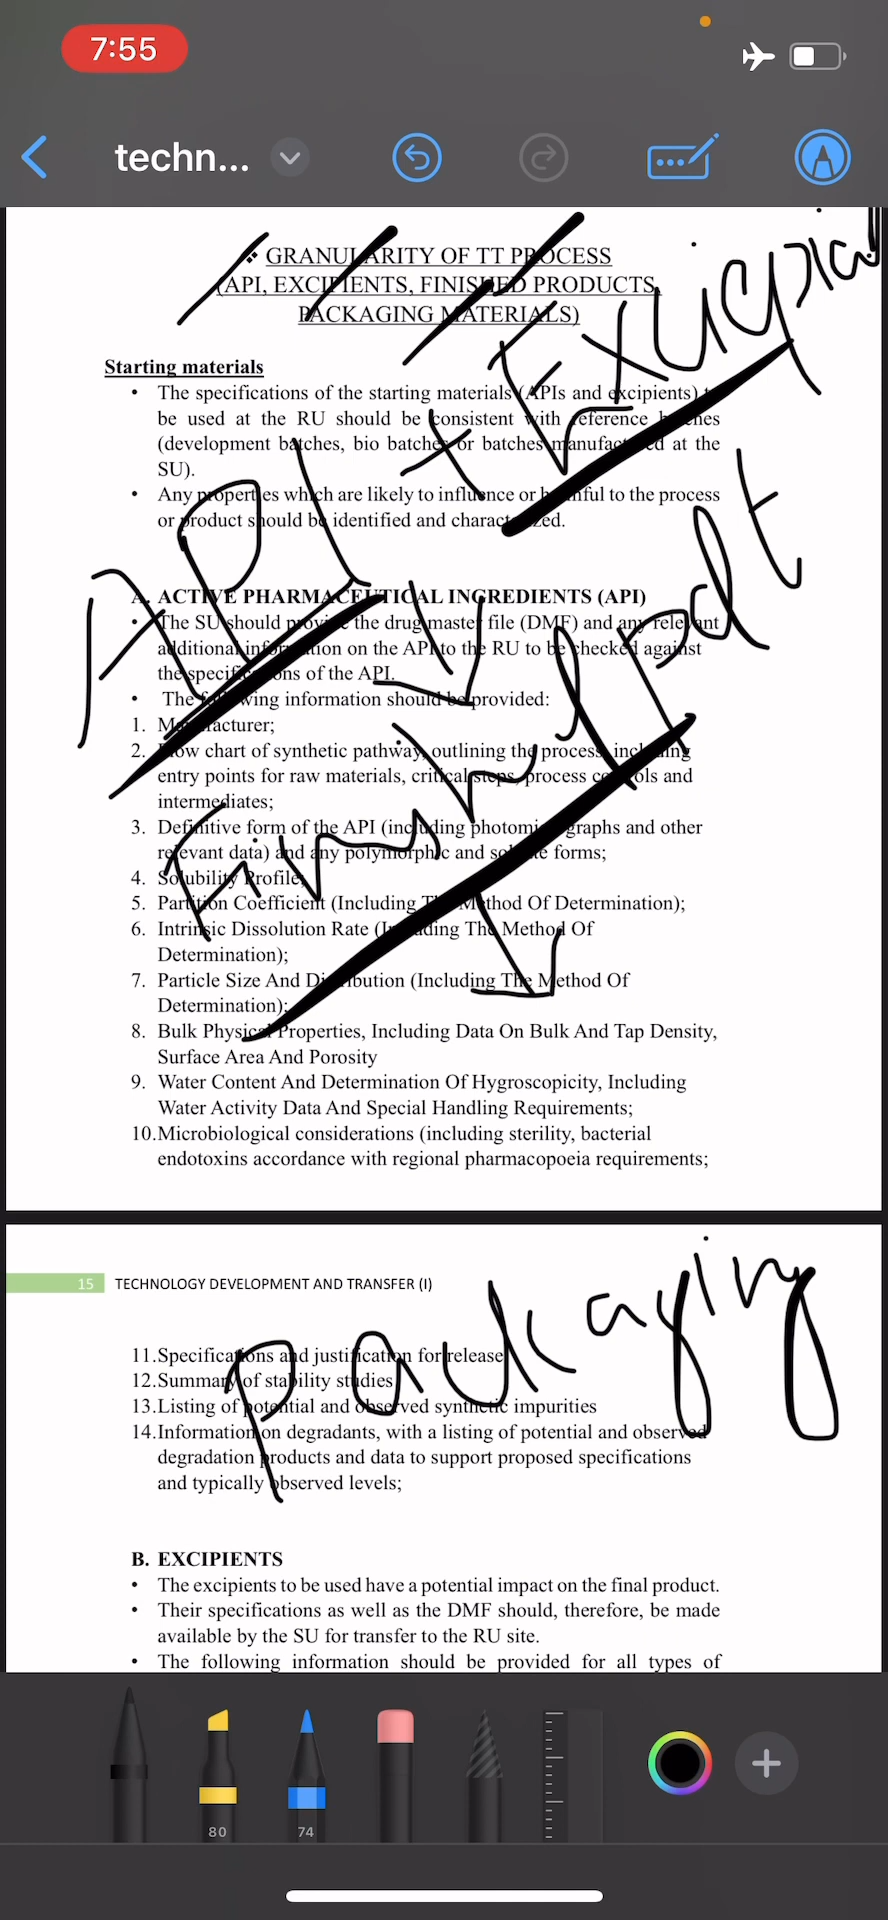 7:55
techn...
❖ GRANULARITY OF TT PROCESS
(API, EXCIPIENTS, FINISHED PRODUCTS,
PACKAGING MATERIALS)
Starting materials
• The specifications of the starting materials (APIs and excipients) to
be used at the RU should be consistent with reference batches
(development batches, bio batches or batches manufactured at the
SU).
• Any properties which are likely to influence or harmful to the process
or product should be identified and characterized.
API + Excipial
A. ACTIVE PHARMACEUTICAL INGREDIENTS (API)
• The SU should provide the drug master file (DMF) and any relevant
additional information on the API to the RU to be checked against
the specifications of the API.
• The following information should be provided:
1. Manufacturer;
2. Flow chart of synthetic pathway, outlining the process, including
entry points for raw materials, critical steps, process controls and
intermediates;
Finished Pdt
3. Definitive form of the API (including photomicrographs and other
relevant data) and any polymorphic and solvate forms;
4. Solubility Profile;
5. Partition Coefficient (Including The Method Of Determination);
6. Intrinsic Dissolution Rate (Including The Method Of
Determination);
7. Particle Size And Distribution (Including The Method Of
Determination);
8. Bulk Physical Properties, Including Data On Bulk And Tap Density,
Surface Area And Porosity
9. Water Content And Determination Of Hygroscopicity, Including
Water Activity Data And Special Handling Requirements;
10.Microbiological considerations (including sterility, bacterial
endotoxins accordance with regional pharmacopoeia requirements;
15 TECHNOLOGY DEVELOPMENT AND TRANSFER (I)
packaging
11.Specifications and justification for release
12.Summary of stability studies
13.Listing of potential and observed synthetic impurities
14.Information on degradants, with a listing of potential and observed
degradation products and data to support proposed specifications
and typically observed levels;
B. EXCIPIENTS
• The excipients to be used have a potential impact on the final product.
• Their specifications as well as the DMF should, therefore, be made
available by the SU for transfer to the RU site.
• The following information should be provided for all types of
80
74